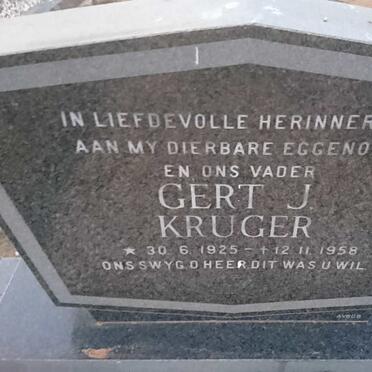 IN LIEFDEVOLLE HERINNER
AAN MY DIERBARE EGGENO
EN ONS VADER
GERT J.
KRUGER
★ 30. 6. 1925 – † 12. 11. 1958
ONS SWYG. O HEER. DIT WAS U WIL